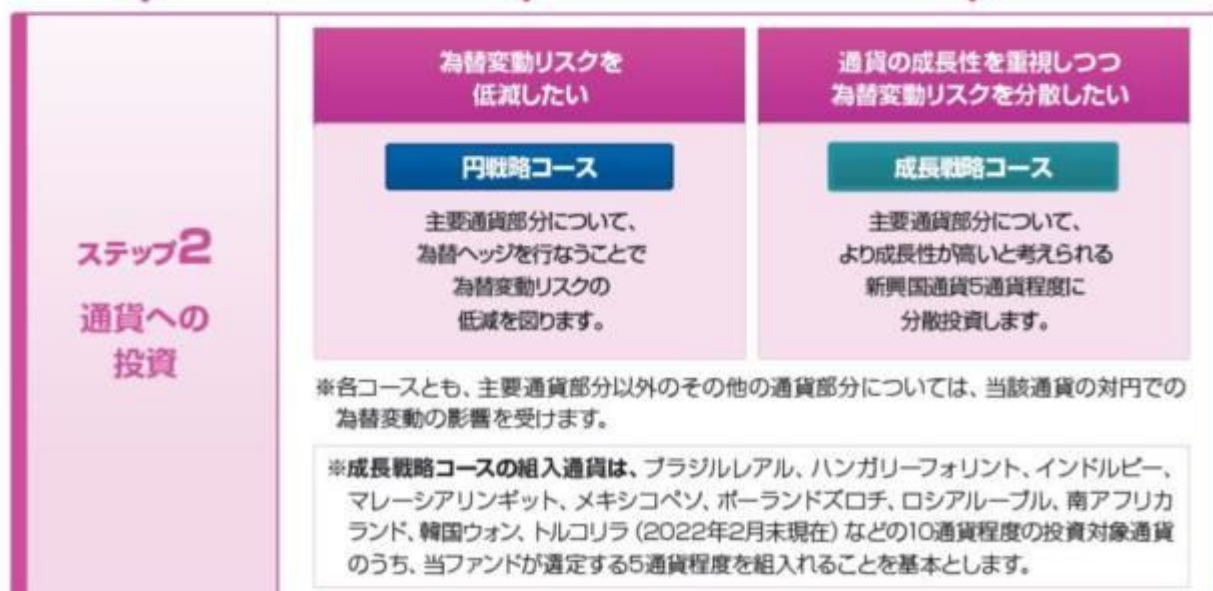 ステップ2
通貨への
投資
為替変動リスクを
低減したい
円戦略コース
主要通貨部分について、
為替ヘッジを行なうことで
為替変動リスクの
低減を図ります。
通貨の成長性を重視しつつ
為替変動リスクを分散したい
成長戦略コース
主要通貨部分について、
より成長性が高いと考えられる
新興国通貨5通貨程度に
分散投資します。
※各コースとも、主要通貨部分以外のその他の通貨部分については、当該通貨の対円での
為替変動の影響を受けます。
※成長戦略コースの組入通貨は、ブラジルレアル、ハンガリーフォリント、インドルピー、
マレーシアリンギット、メキシコペソ、ポーランドズロチ、ロシアルーブル、南アフリカ
ランド、韓国ウォン、トルコリラ（2022年2月末現在）などの10通貨程度の投資対象通貨
のうち、当ファンドが選定する5通貨程度を組入れることを基本とします。